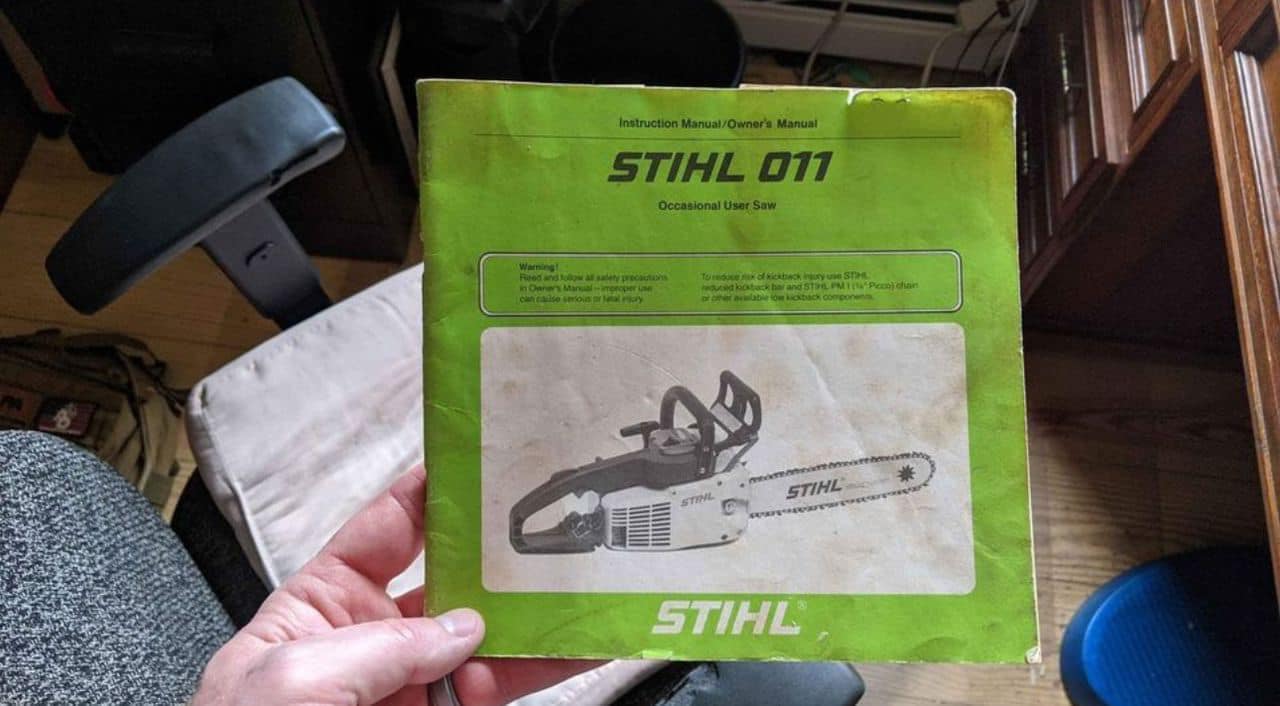 Instruction Manual/Owner's Manual
STIHL 011
Occasional User Saw
Warning!
Read and follow all safety precautions
in Owner's Manual – improper use
can cause serious or fatal injury.
To reduce risk of kickback injury use STIHL
reduced kickback bar and STIHL PM 1 (¼" Picco) chain
or other available low kickback components.
STIHL
STIHL
STIHL®